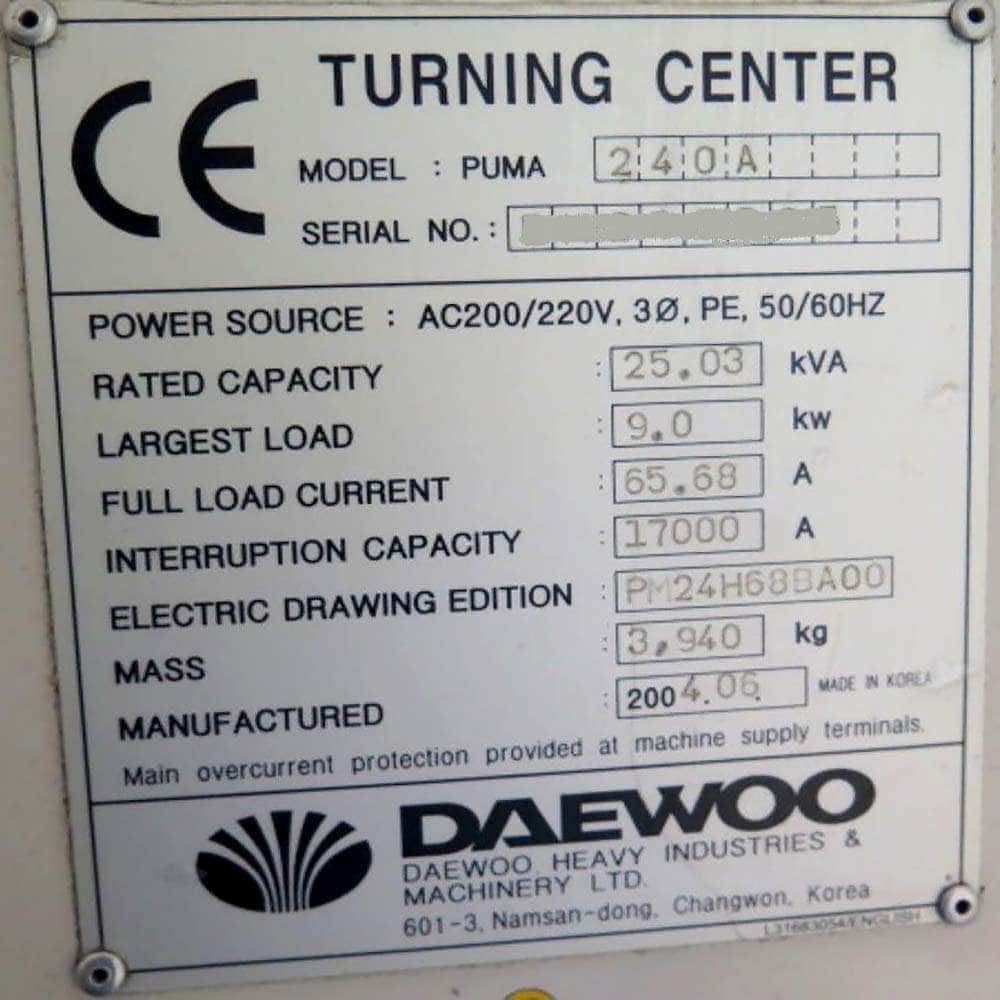 CE
TURNING CENTER
MODEL : PUMA 240A
SERIAL NO. :
POWER SOURCE : AC200/220V, 3Ø, PE, 50/60HZ
RATED CAPACITY : 25.03 kVA
LARGEST LOAD : 9.0 kw
FULL LOAD CURRENT : 65.68 A
INTERRUPTION CAPACITY : 17000 A
ELECTRIC DRAWING EDITION : PM24H68BA00
MASS : 3,940 kg
MANUFACTURED : 2004.06 MADE IN KOREA
Main overcurrent protection provided at machine supply terminals.
DAEWOO
DAEWOO HEAVY INDUSTRIES &
MACHINERY LTD.
601-3, Namsan-dong, Changwon, Korea